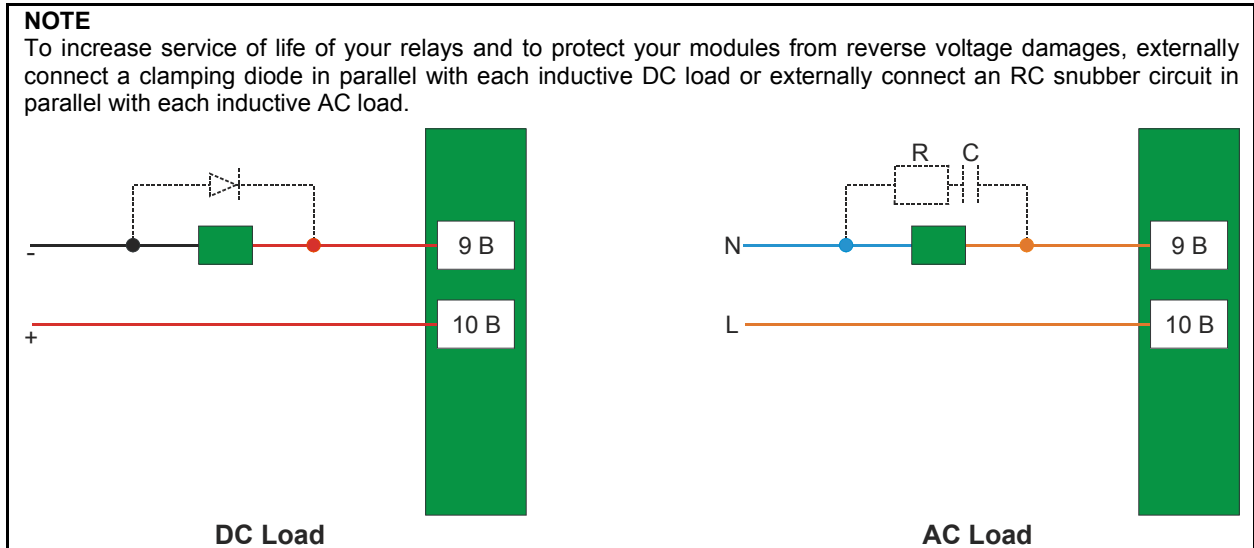 NOTE
To increase service of life of your relays and to protect your modules from reverse voltage damages, externally
connect a clamping diode in parallel with each inductive DC load or externally connect an RC snubber circuit in
parallel with each inductive AC load.
R C
- 9 B
+ 10 B
N 9 B
L 10 B
DC Load
AC Load